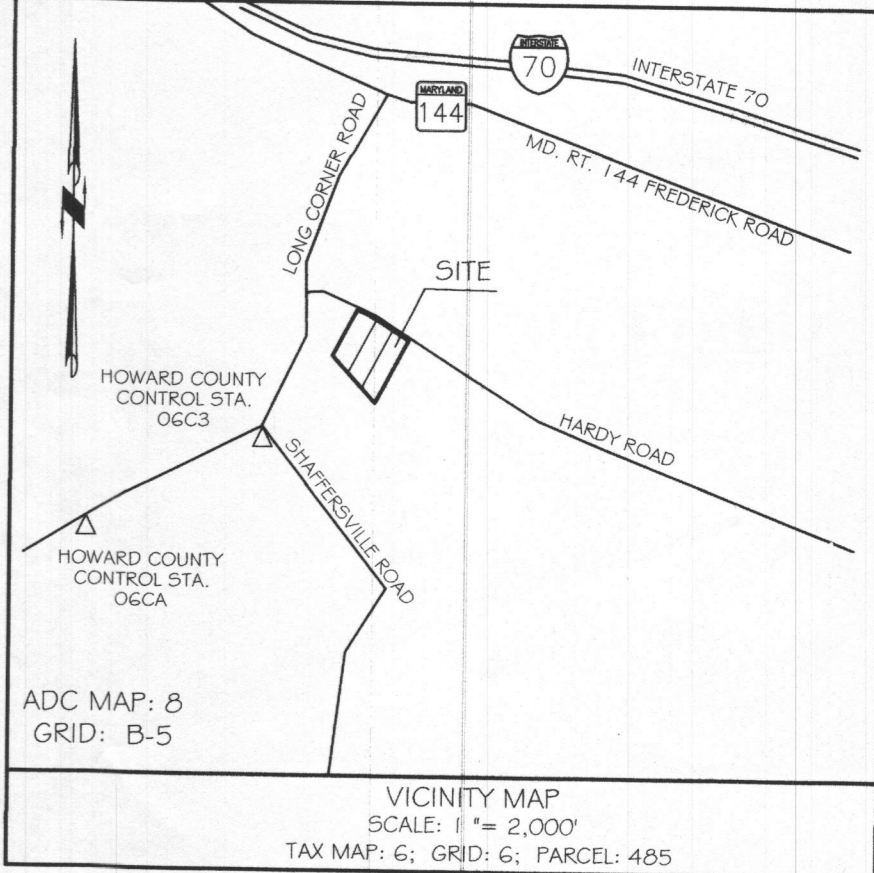 INTERSTATE
70
INTERSTATE 70
MARYLAND
144
MD. RT. 144 FREDERICK ROAD
LONG CORNER ROAD
SITE
HOWARD COUNTY
CONTROL STA.
06C3
HARDY ROAD
SHAFFERSVILLE ROAD
HOWARD COUNTY
CONTROL STA.
06CA
ADC MAP: 8
GRID: B-5
VICINITY MAP
SCALE: 1 "= 2,000'
TAX MAP: 6; GRID: 6; PARCEL: 485